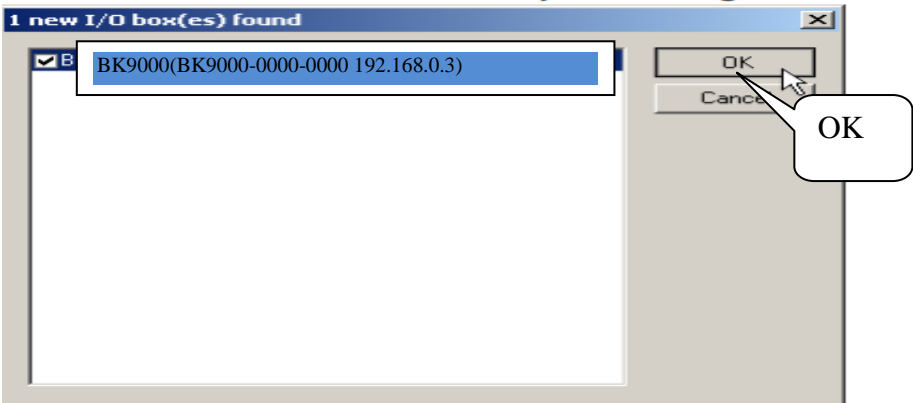 1 new I/O box(es) found
B
BK9000(BK9000-0000-0000 192.168.0.3)
OK
Cance
OK